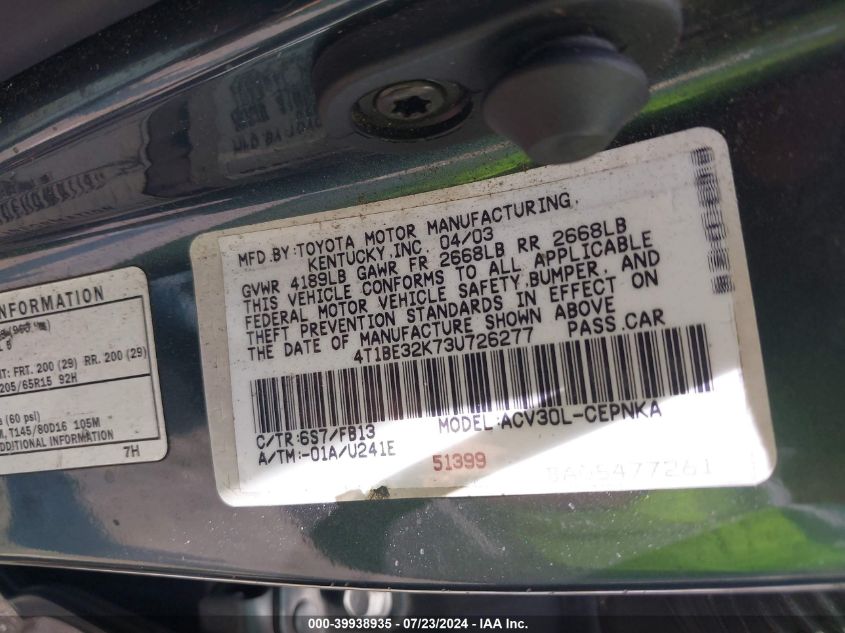 MFD.BY:TOYOTA MOTOR MANUFACTURING,
KENTUCKY,INC. 04/03
GVWR 4189LB GAWR FR 2668LB RR 2668LB
THIS VEHICLE CONFORMS TO ALL APPLICABLE
FEDERAL MOTOR VEHICLE SAFETY,BUMPER, AND
THEFT PREVENTION STANDARDS IN EFFECT ON
THE DATE OF MANUFACTURE SHOWN ABOVE
4T1BE32K73U726277 PASS.CAR
C/TR:6S7/FB13 MODEL:ACV30L-CEPNKA
A/TM:-01A/U241E
51399
NFORMATION
T: FRT. 200 (29) RR. 200 (29)
205/65R15 92H
(60 psi)
T145/80D16 105M
ADDITIONAL INFORMATION
7H
000-39938935 / 07/23/2024 / IAA Inc.